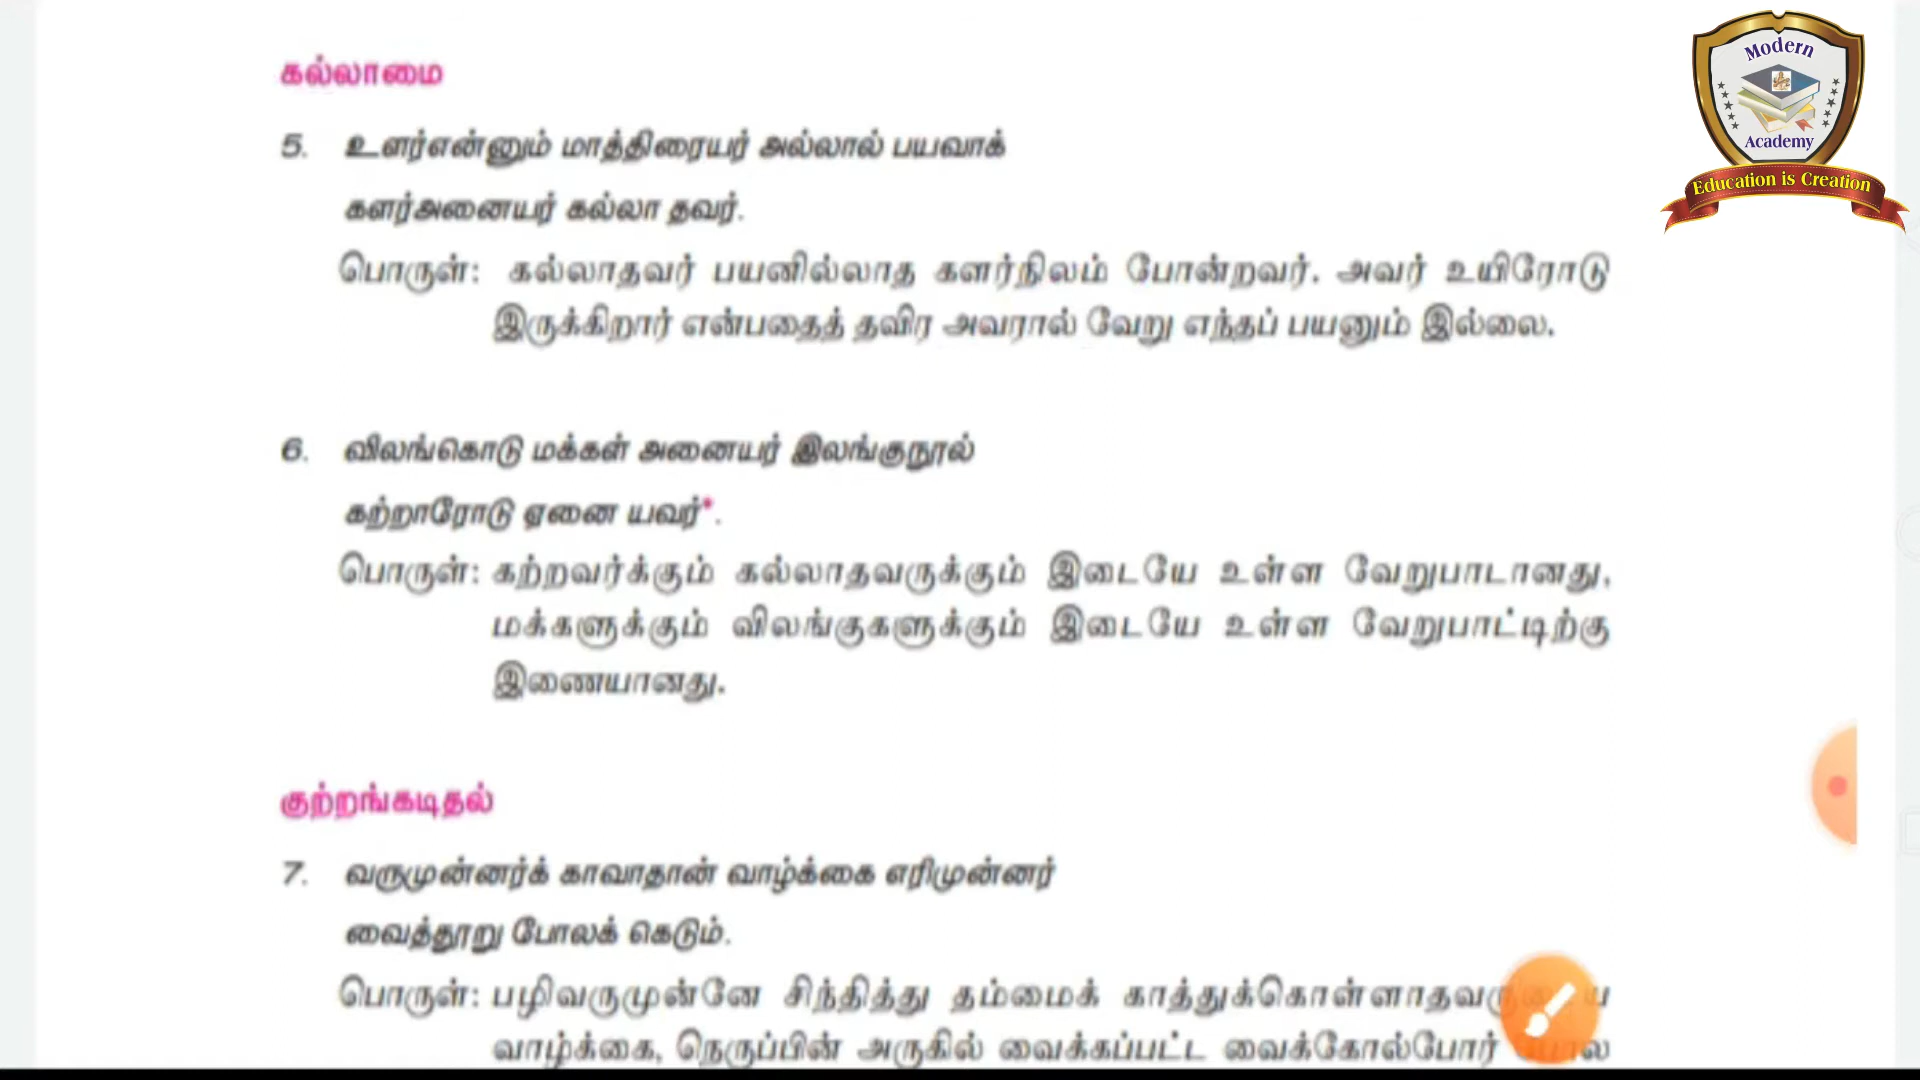 கல்லாமை
Modern
Academy
Education is Creation
5. உளர்என்னும் மாத்திரையர் அல்லால் பயவாக்
களர்அனையர் கல்லா தவர்.
பொருள்: கல்லாதவர் பயனில்லாத களர்நிலம் போன்றவர். அவர் உயிரோடு
இருக்கிறார் என்பதைத் தவிர அவரால் வேறு எந்தப் பயனும் இல்லை.
6. விலங்கொடு மக்கள் அனையர் இலங்குநூல்
கற்றாரோடு ஏனை யவர்*.
பொருள்: கற்றவர்க்கும் கல்லாதவருக்கும் இடையே உள்ள வேறுபாடானது,
மக்களுக்கும் விலங்குகளுக்கும் இடையே உள்ள வேறுபாட்டிற்கு
இணையானது.
குற்றங்கடிதல்
7. வருமுன்னர்க் காவாதான் வாழ்க்கை எரிமுன்னர்
வைத்தூறு போலக் கெடும்.
பொருள்: பழிவருமுன்னே சிந்தித்து தம்மைக்
வாழ்க்கை, நெருப்பின் அருகில் வைக்கப்பட்ட வைக்கோல்போர் போல